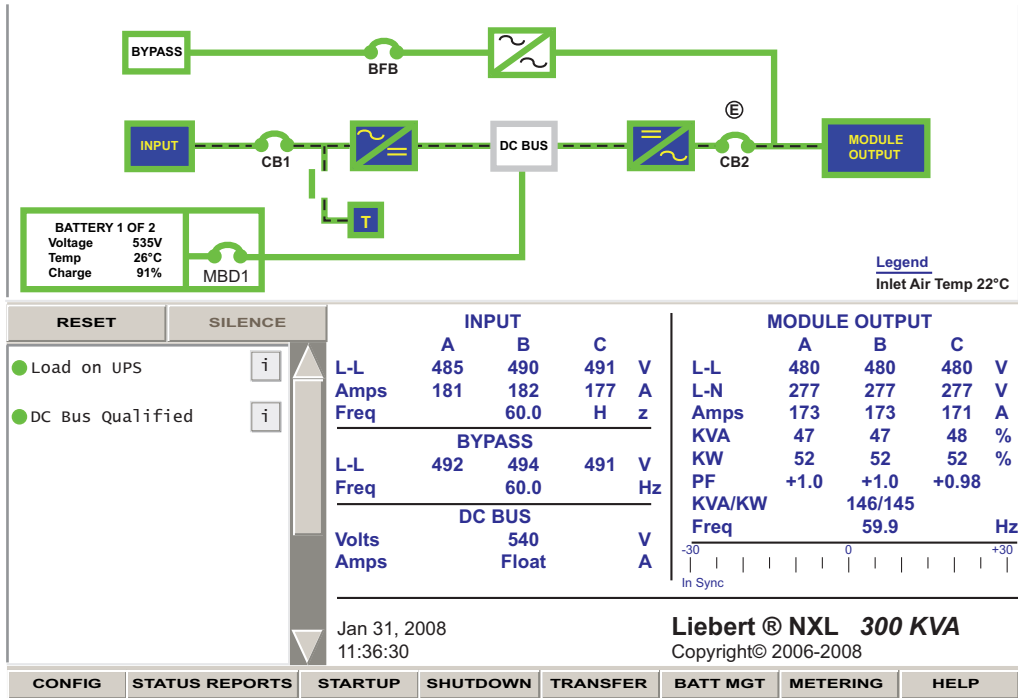 BYPASS
BFB
E
INPUT
CB1
DC BUS
CB2
MODULE
OUTPUT
T
BATTERY 1 OF 2
Voltage 535V
Temp 26°C
Charge 91%
MBD1
Legend
Inlet Air Temp 22°C
RESET SILENCE
Load on UPS i
DC Bus Qualified i
INPUT
A B C
L-L 485 490 491 V
Amps 181 182 177 A
Freq 60.0 H z
BYPASS
L-L 492 494 491 V
Freq 60.0 Hz
DC BUS
Volts 540 V
Amps Float A
MODULE OUTPUT
A B C
L-L 480 480 480 V
L-N 277 277 277 V
Amps 173 173 171 A
KVA 47 47 48 %
KW 52 52 52 %
PF +1.0 +1.0 +0.98
KVA/KW 146/145
Freq 59.9 Hz
-30 0 +30
In Sync
Jan 31, 2008
11:36:30
Liebert ® NXL 300 KVA
Copyright© 2006-2008
CONFIG STATUS REPORTS STARTUP SHUTDOWN TRANSFER BATT MGT METERING HELP